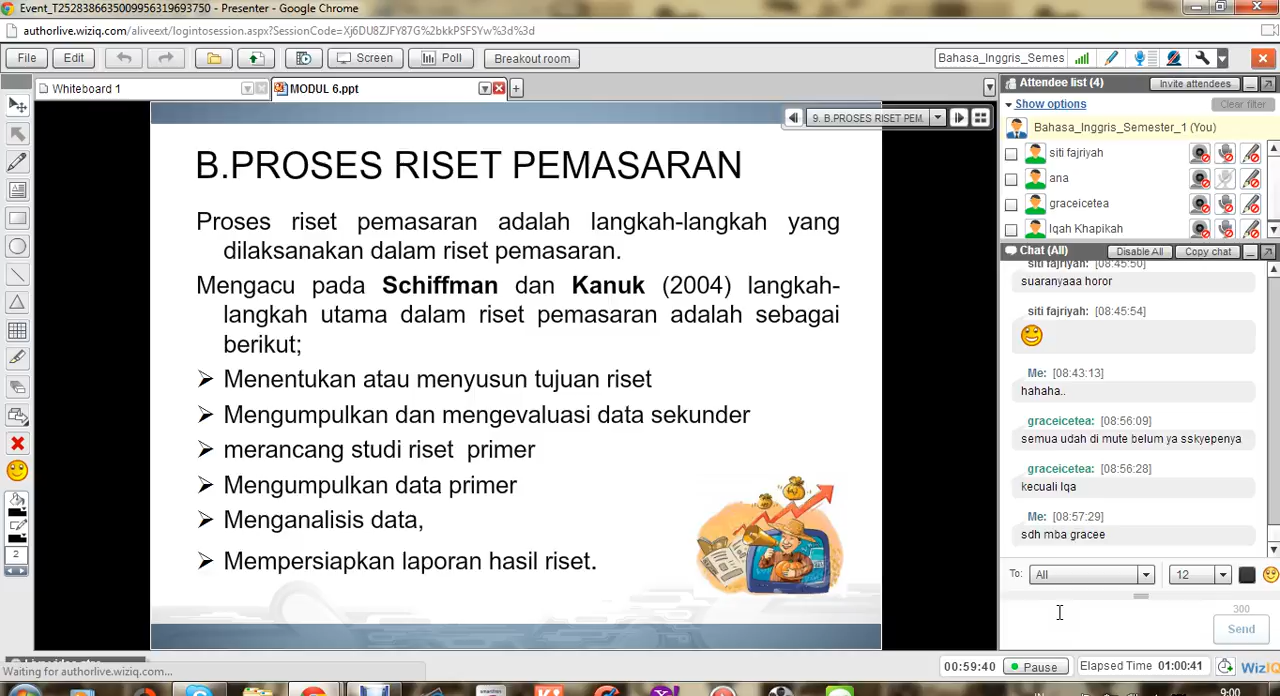 Event_T2528386635009956319693750 - Presenter - Google Chrome
authorlive.wiziq.com/aliveext/logintosession.aspx?SessionCode=Xj6DU8ZJFY87G%2bkkPSFSYw%3d%3d
File Edit Screen Poll Breakout room Bahasa_Inggris_Semes
Whiteboard 1 MODUL 6.ppt
Attendee list (4) Invite attendees
Show options Clear filter
9. B.PROSES RISET PEM.
Bahasa_Inggris_Semester_1 (You)
siti fajriyah
ana
graceicetea
Iqah Khapikah
B.PROSES RISET PEMASARAN
Proses riset pemasaran adalah langkah-langkah yang
dilaksanakan dalam riset pemasaran.
Mengacu pada Schiffman dan Kanuk (2004) langkah-
langkah utama dalam riset pemasaran adalah sebagai
berikut;
➢ Menentukan atau menyusun tujuan riset
➢ Mengumpulkan dan mengevaluasi data sekunder
➢ merancang studi riset primer
➢ Mengumpulkan data primer
➢ Menganalisis data,
➢ Mempersiapkan laporan hasil riset.
Chat (All) Disable All Copy chat
siti fajriyah: [08:45:50]
suaranyaaa horor
siti fajriyah: [08:45:54]
Me: [08:43:13]
hahaha..
graceicetea: [08:56:09]
semua udah di mute belum ya sskyepenya
graceicetea: [08:56:28]
kecuali Iqa
Me: [08:57:29]
sdh mba gracee
To: All 12
300
Send
2
Waiting for authorlive.wiziq.com...
00:59:40 Pause Elapsed Time 01:00:41 WizIQ